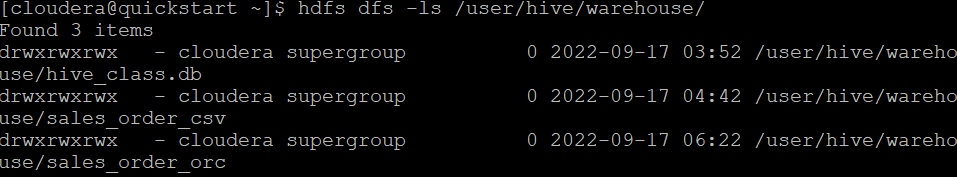 [cloudera@quickstart ~]$ hdfs dfs -ls /user/hive/warehouse/
Found 3 items
drwxrwxrwx   - cloudera supergroup          0 2022-09-17 03:52 /user/hive/wareho
use/hive_class.db
drwxrwxrwx   - cloudera supergroup          0 2022-09-17 04:42 /user/hive/wareho
use/sales_order_csv
drwxrwxrwx   - cloudera supergroup          0 2022-09-17 06:22 /user/hive/wareho
use/sales_order_orc